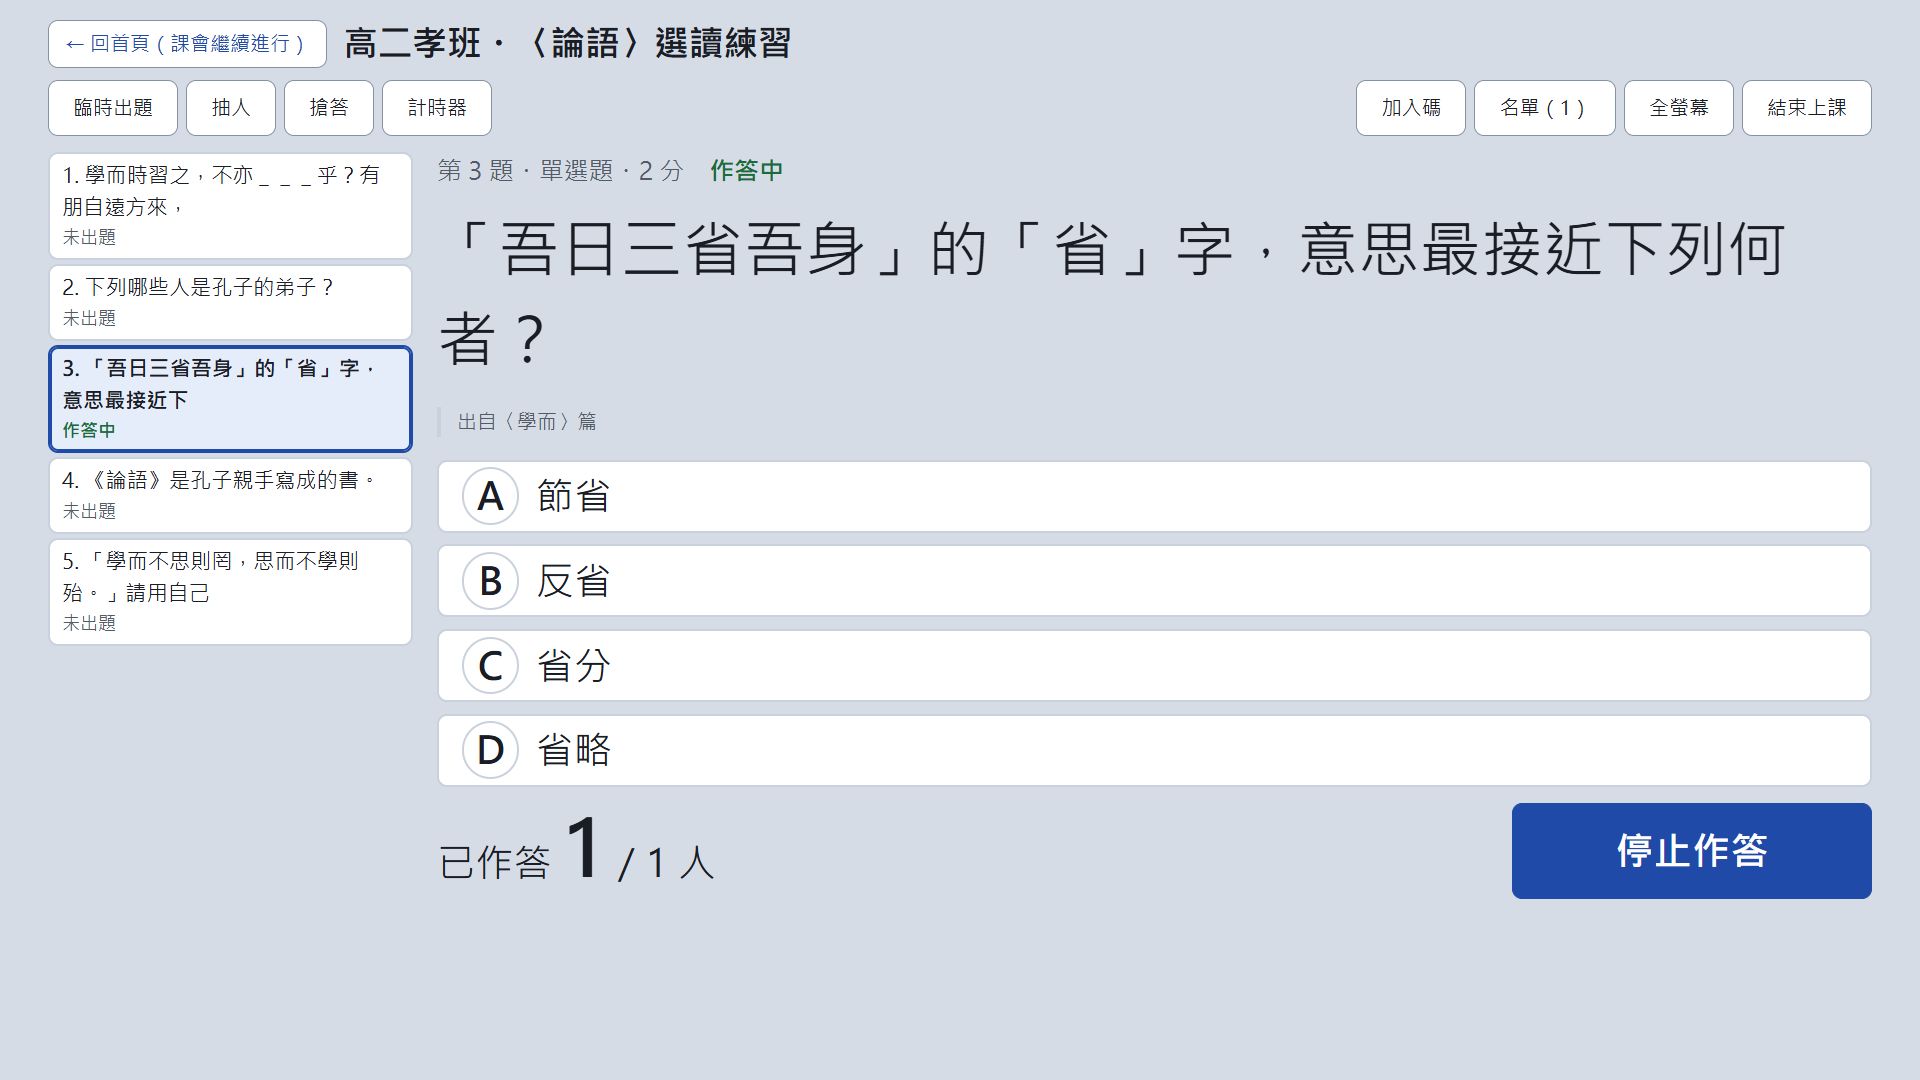 ← 回首頁（課會繼續進行）
高二孝班・〈論語〉選讀練習
臨時出題
抽人
搶答
計時器
加入碼
名單（1）
全螢幕
結束上課
1. 學而時習之，不亦＿＿＿乎？有
朋自遠方來，
未出題
2. 下列哪些人是孔子的弟子？
未出題
3. 「吾日三省吾身」的「省」字，
意思最接近下
作答中
4. 《論語》是孔子親手寫成的書。
未出題
5. 「學而不思則罔，思而不學則
殆。」請用自己
未出題
第 3 題・單選題・2 分 作答中
「吾日三省吾身」的「省」字，意思最接近下列何
者？
出自〈學而〉篇
A 節省
B 反省
C 省分
D 省略
已作答 1 / 1 人
停止作答